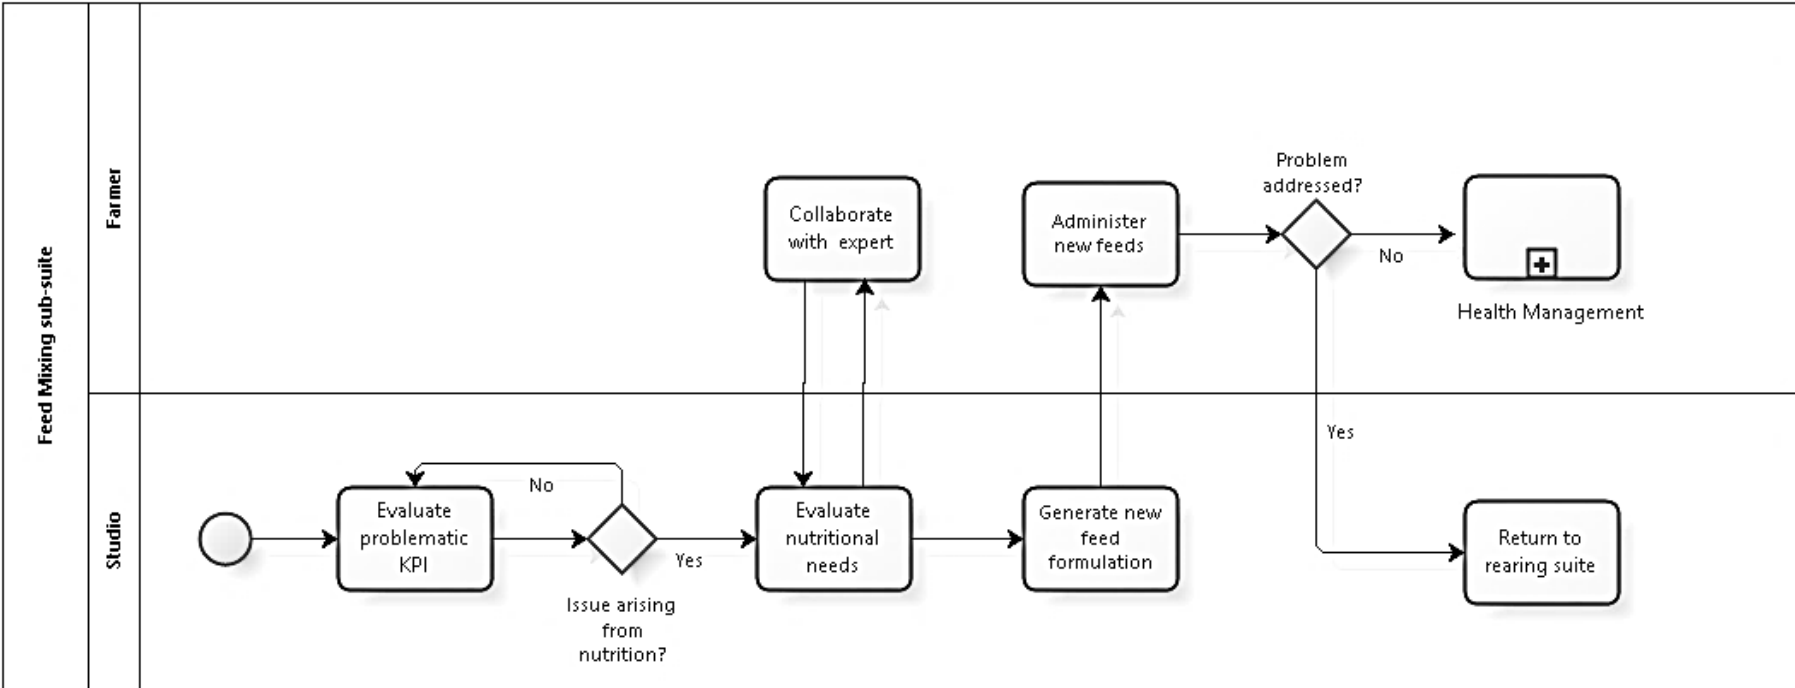 Feed Mixing sub-suite
Farmer
Collaborate
with expert
Administer
new feeds
Problem
addressed?
No
Health Management
Studio
Evaluate
problematic
KPI
No
Issue arising
from
nutrition?
Yes
Evaluate
nutritional
needs
Generate new
feed
formulation
Yes
Return to
rearing suite